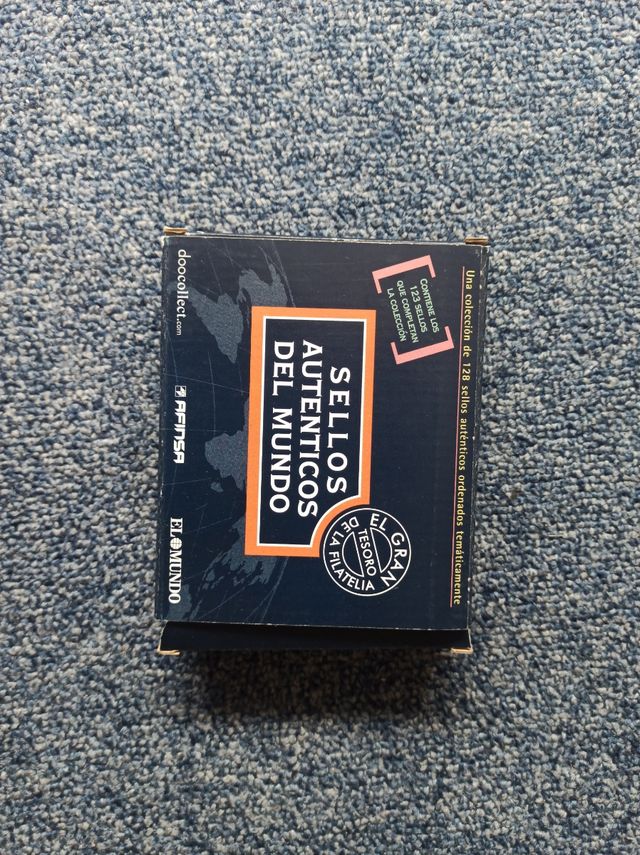 Una colección de 128 sellos auténticos ordenados temáticamente
CONTIENE LOS
123 SELLOS
QUE COMPLETAN
LA COLECCIÓN
SELLOS
AUTENTICOS
DEL MUNDO
EL GRAN
TESORO
DE LA FILATELIA
doocollect.com
AFINSA
EL MUNDO